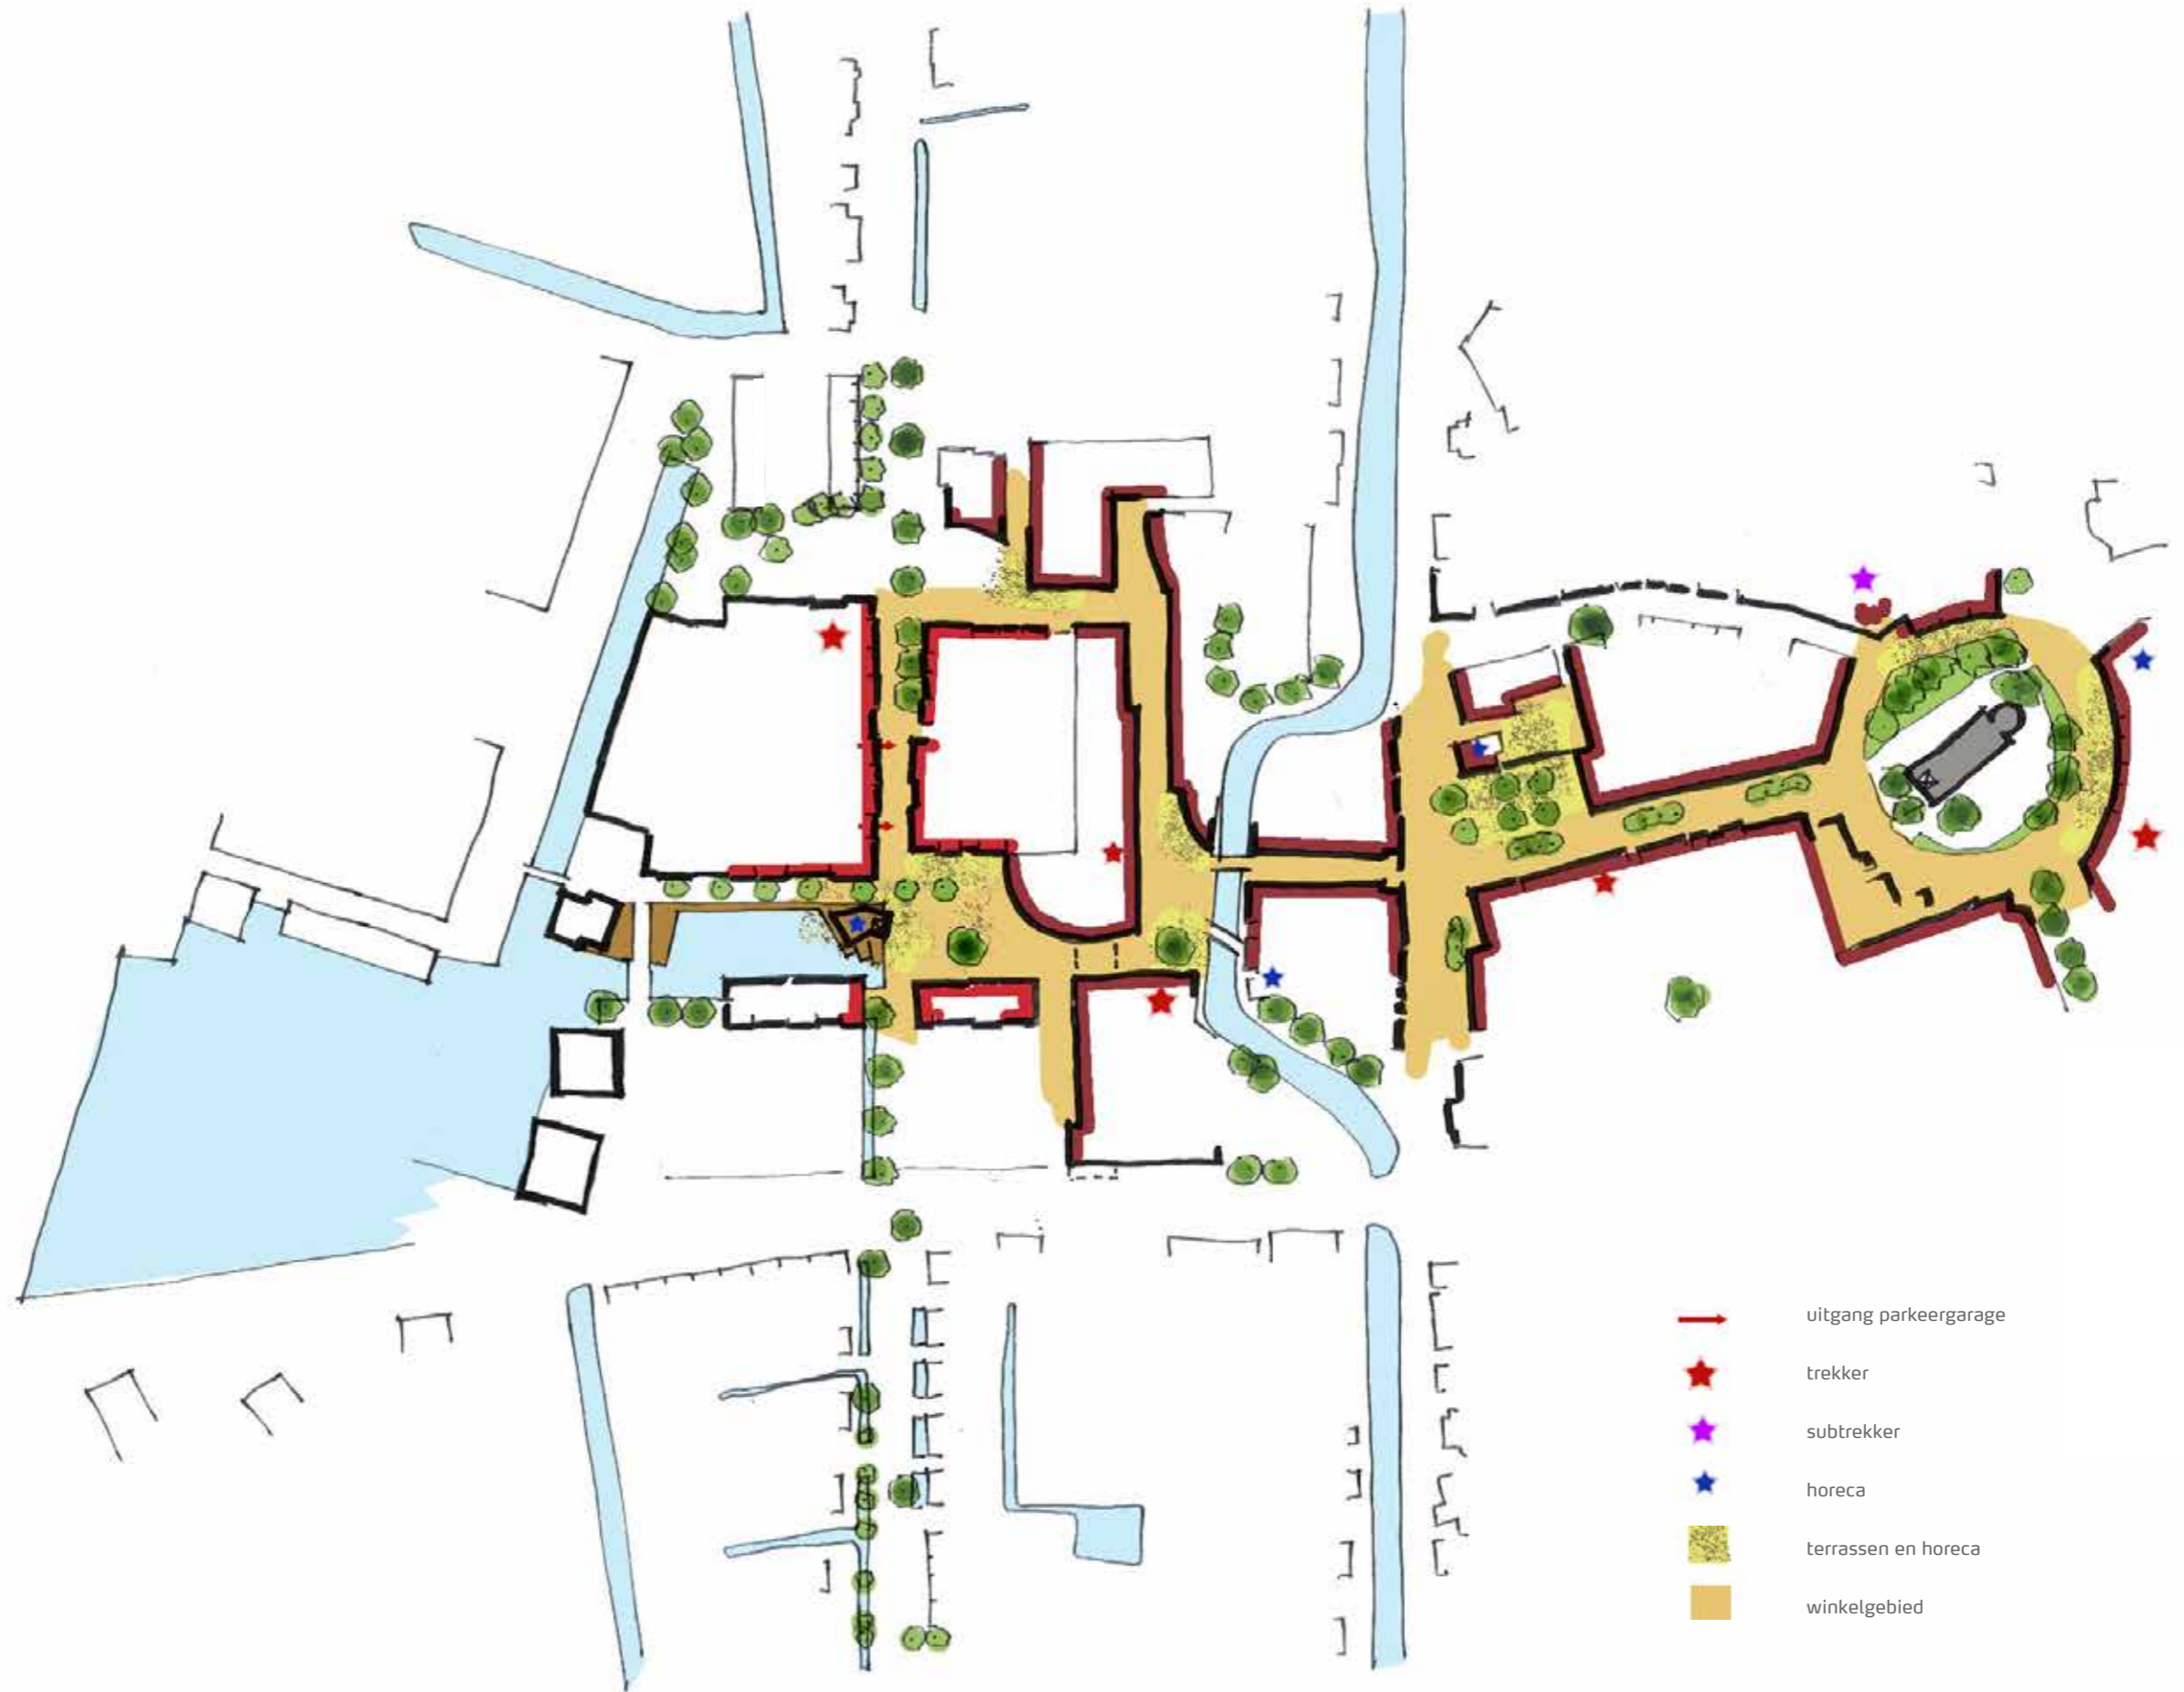 uitgang parkeergarage
trekker
subtrekker
horeca
terrassen en horeca
winkelgebied